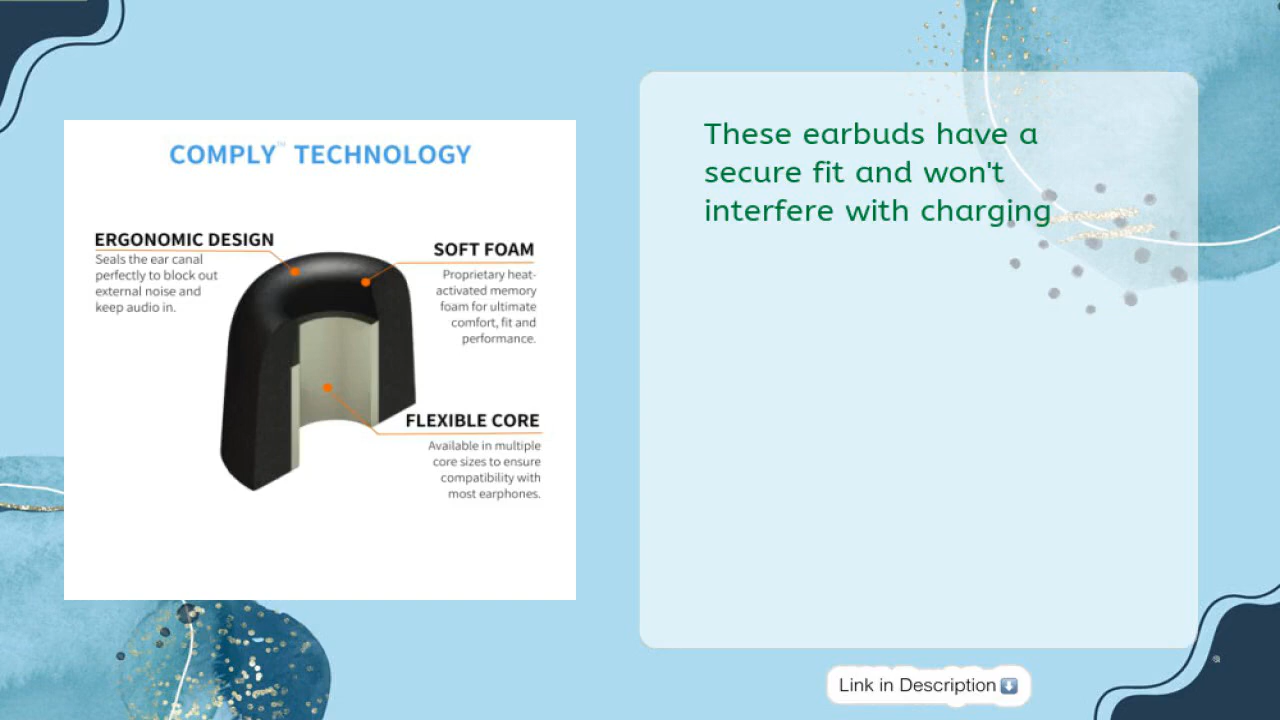 COMPLY™ TECHNOLOGY
ERGONOMIC DESIGN
Seals the ear canal
perfectly to block out
external noise and
keep audio in.
SOFT FOAM
Proprietary heat-
activated memory
foam for ultimate
comfort, fit and
performance.
FLEXIBLE CORE
Available in multiple
core sizes to ensure
compatibility with
most earphones.
These earbuds have a
secure fit and won't
interfere with charging
Link in Description⬇️